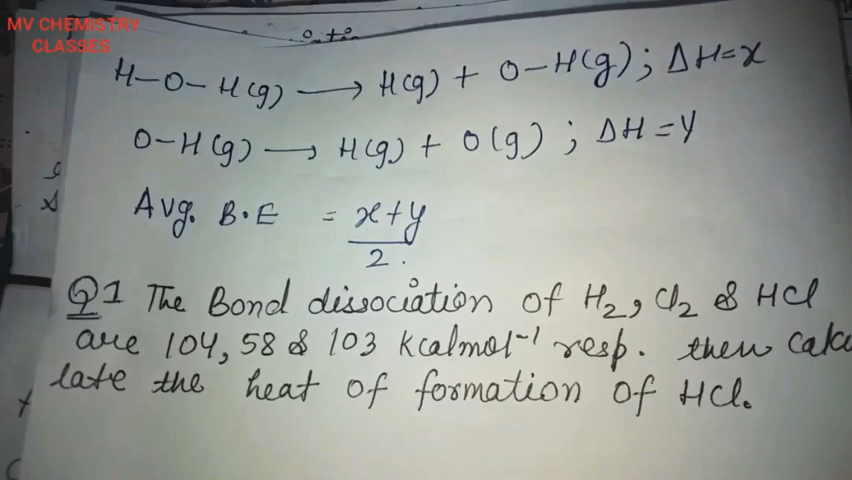 MV CHEMISTRY
CLASSES
H-O-H(g) ⟶ H(g) + O-H(g) ; ΔH=x
O-H(g) ⟶ H(g) + O(g) ; ΔH=y
Avg. B.E = x+y
2.
Q1 The Bond dissociation of H₂, Cl₂ & HCl
are 104, 58 & 103 Kcalmol⁻¹ resp. then calcu
late the heat of formation of HCl.